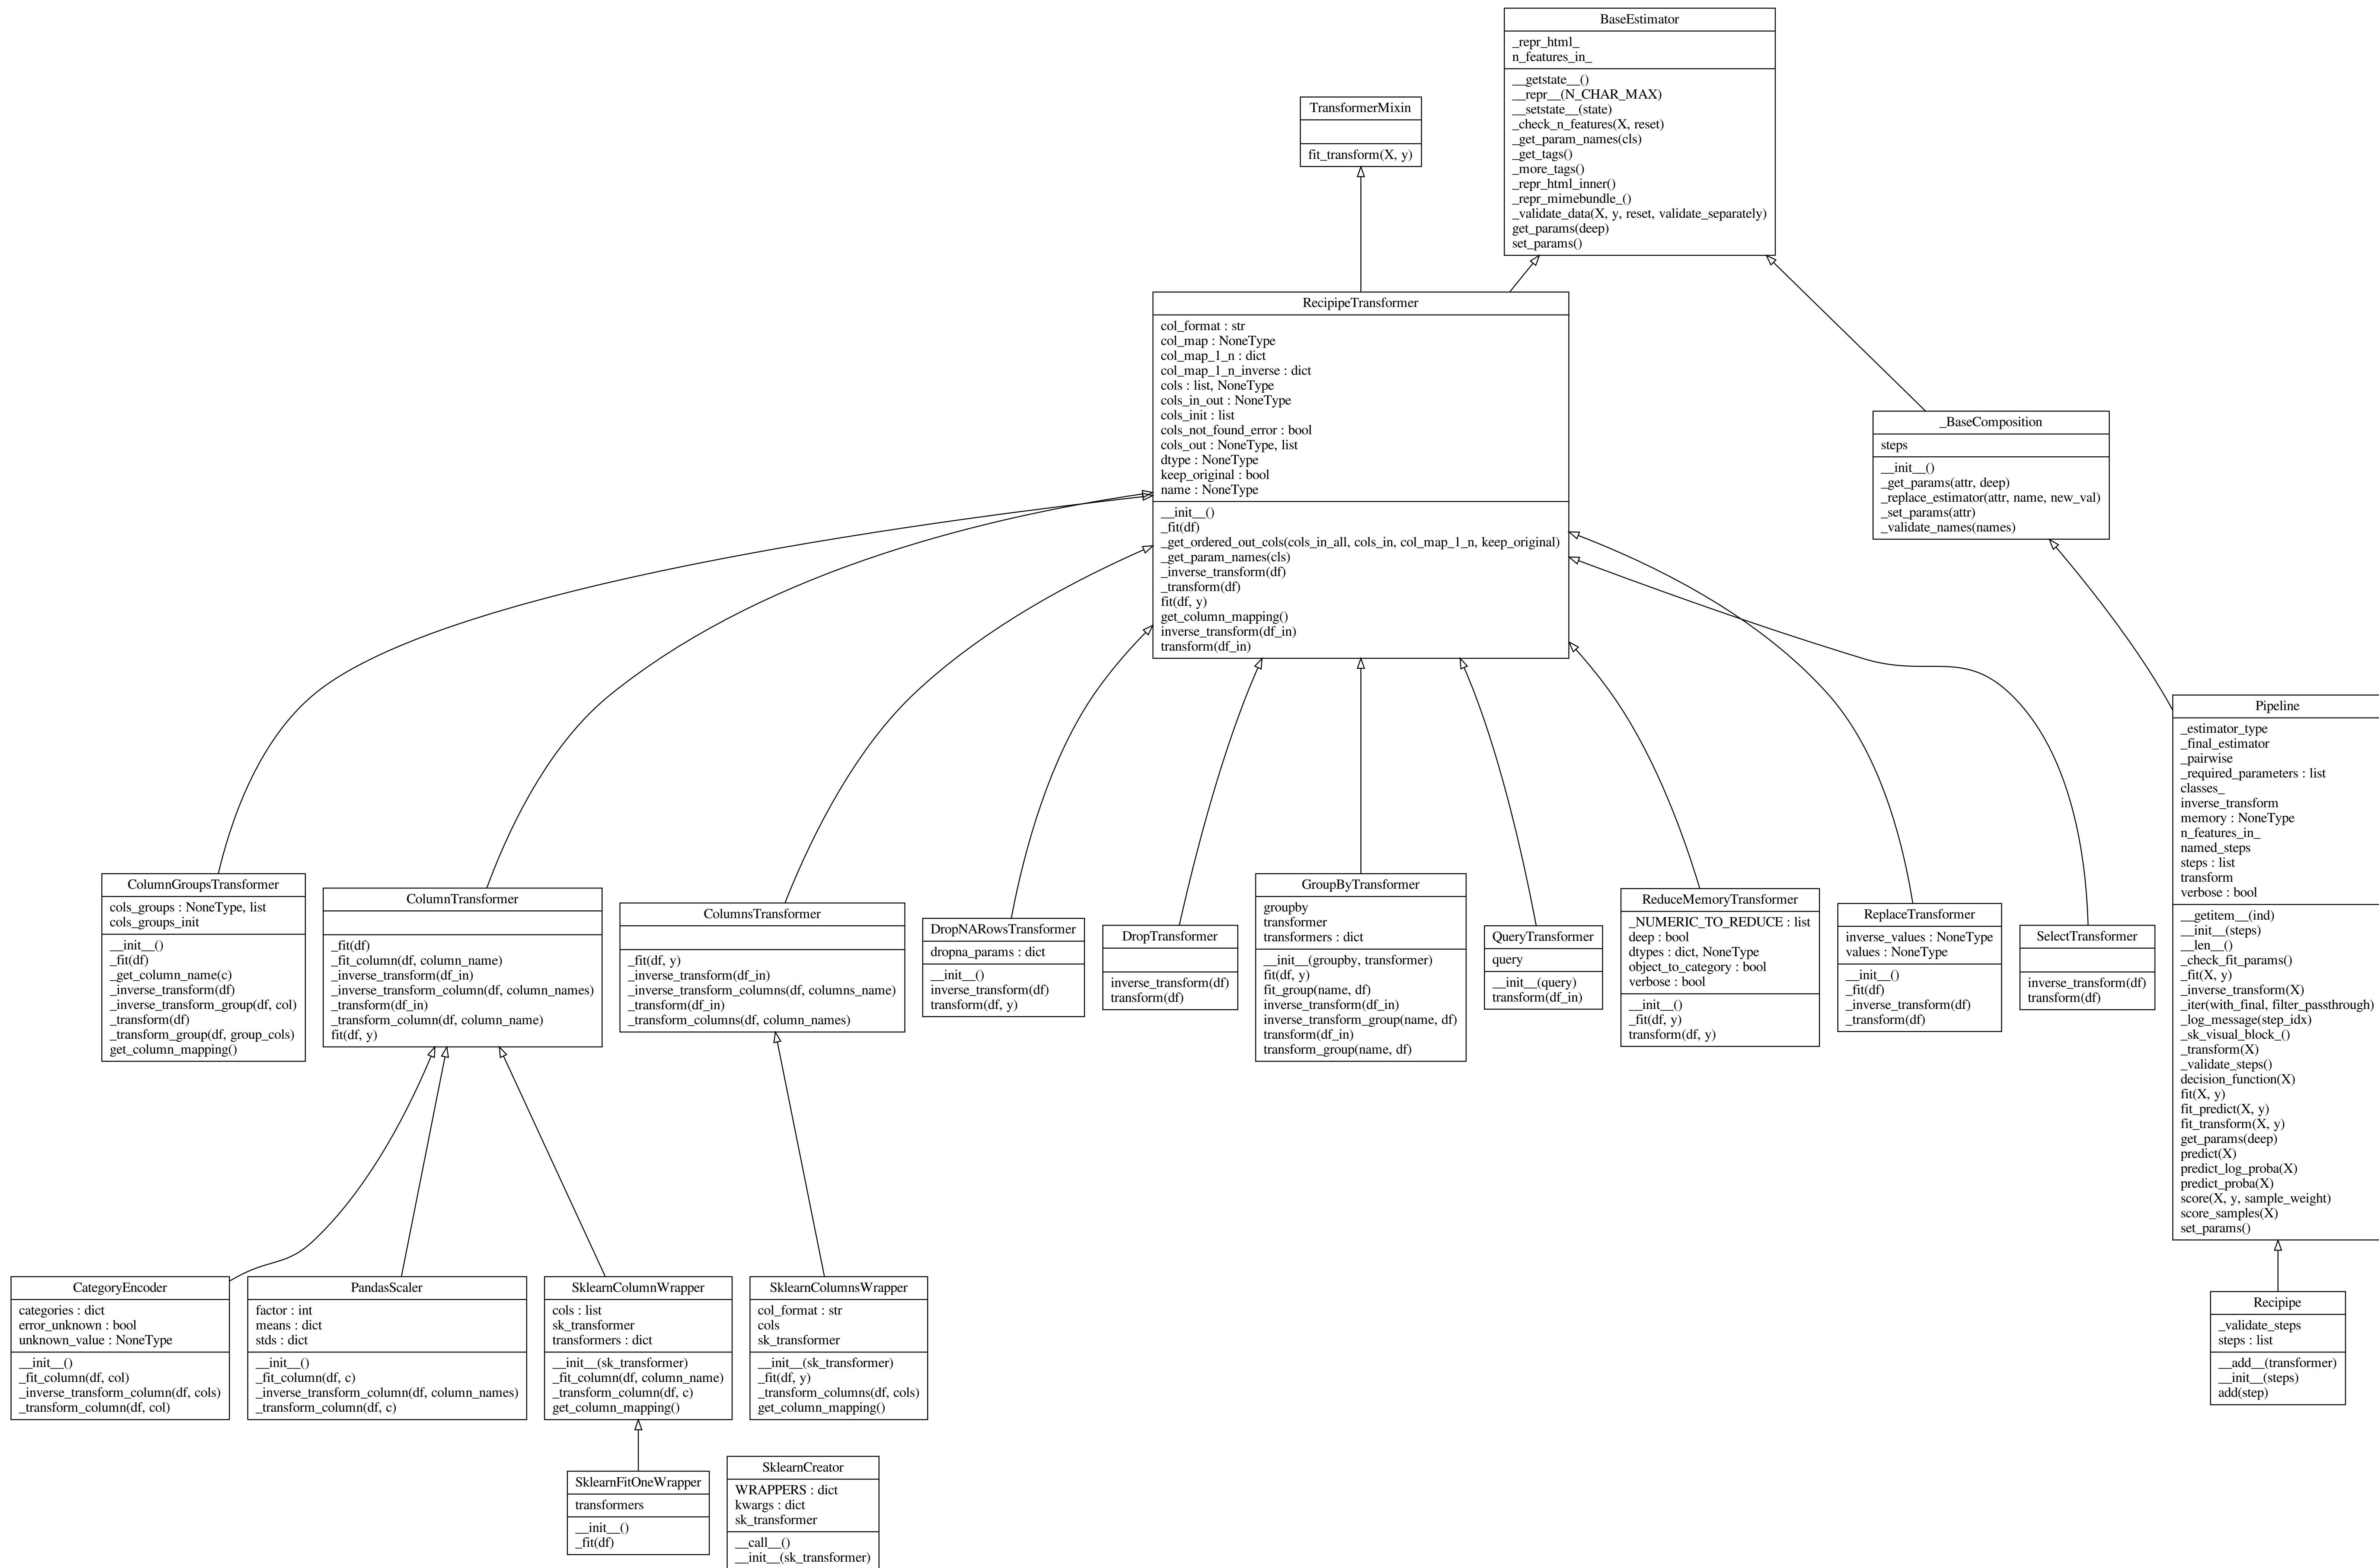 BaseEstimator
_repr_html_
n_features_in_
__getstate__()
__repr__(N_CHAR_MAX)
__setstate__(state)
_check_n_features(X, reset)
_get_param_names(cls)
_get_tags()
_more_tags()
_repr_html_inner()
_repr_mimebundle_()
_validate_data(X, y, reset, validate_separately)
get_params(deep)
set_params()
TransformerMixin
fit_transform(X, y)
RecipipeTransformer
col_format : str
col_map : NoneType
col_map_1_n : dict
col_map_1_n_inverse : dict
cols : list, NoneType
cols_in_out : NoneType
cols_init : list
cols_not_found_error : bool
cols_out : NoneType, list
dtype : NoneType
keep_original : bool
name : NoneType
__init__()
_fit(df)
_get_ordered_out_cols(cols_in_all, cols_in, col_map_1_n, keep_original)
_get_param_names(cls)
_inverse_transform(df)
_transform(df)
fit(df, y)
get_column_mapping()
inverse_transform(df_in)
transform(df_in)
_BaseComposition
steps
__init__()
_get_params(attr, deep)
_replace_estimator(attr, name, new_val)
_set_params(attr)
_validate_names(names)
Pipeline
_estimator_type
_final_estimator
_pairwise
_required_parameters : list
classes_
inverse_transform
memory : NoneType
n_features_in_
named_steps
steps : list
transform
verbose : bool
__getitem__(ind)
__init__(steps)
__len__()
_check_fit_params()
_fit(X, y)
_inverse_transform(X)
_iter(with_final, filter_passthrough)
_log_message(step_idx)
_sk_visual_block_()
_transform(X)
_validate_steps()
decision_function(X)
fit(X, y)
fit_predict(X, y)
fit_transform(X, y)
get_params(deep)
predict(X)
predict_log_proba(X)
predict_proba(X)
score(X, y, sample_weight)
score_samples(X)
set_params()
ColumnGroupsTransformer
cols_groups : NoneType, list
cols_groups_init
__init__()
_fit(df)
_get_column_name(c)
_inverse_transform(df)
_inverse_transform_group(df, col)
_transform(df)
_transform_group(df, group_cols)
get_column_mapping()
ColumnTransformer
_fit(df)
_fit_column(df, column_name)
_inverse_transform(df_in)
_inverse_transform_column(df, column_names)
_transform(df_in)
_transform_column(df, column_name)
fit(df, y)
ColumnsTransformer
_fit(df, y)
_inverse_transform(df_in)
_inverse_transform_columns(df, columns_name)
_transform(df_in)
_transform_columns(df, column_names)
DropNARowsTransformer
dropna_params : dict
__init__()
inverse_transform(df)
transform(df, y)
DropTransformer
inverse_transform(df)
transform(df)
GroupByTransformer
groupby
transformer
transformers : dict
__init__(groupby, transformer)
fit(df, y)
fit_group(name, df)
inverse_transform(df_in)
inverse_transform_group(name, df)
transform(df_in)
transform_group(name, df)
QueryTransformer
query
__init__(query)
transform(df_in)
ReduceMemoryTransformer
_NUMERIC_TO_REDUCE : list
deep : bool
dtypes : dict, NoneType
object_to_category : bool
verbose : bool
__init__()
_fit(df, y)
transform(df, y)
ReplaceTransformer
inverse_values : NoneType
values : NoneType
__init__()
_fit(df)
_inverse_transform(df)
_transform(df)
SelectTransformer
inverse_transform(df)
transform(df)
CategoryEncoder
categories : dict
error_unknown : bool
unknown_value : NoneType
__init__()
_fit_column(df, col)
_inverse_transform_column(df, cols)
_transform_column(df, col)
PandasScaler
factor : int
means : dict
stds : dict
__init__()
_fit_column(df, c)
_inverse_transform_column(df, column_names)
_transform_column(df, c)
SklearnColumnWrapper
cols : list
sk_transformer
transformers : dict
__init__(sk_transformer)
_fit_column(df, column_name)
_transform_column(df, c)
get_column_mapping()
SklearnColumnsWrapper
col_format : str
cols
sk_transformer
__init__(sk_transformer)
_fit(df, y)
_transform_columns(df, cols)
get_column_mapping()
Recipipe
_validate_steps
steps : list
__add__(transformer)
__init__(steps)
add(step)
SklearnFitOneWrapper
transformers
__init__()
_fit(df)
SklearnCreator
WRAPPERS : dict
kwargs : dict
sk_transformer
__call__()
__init__(sk_transformer)